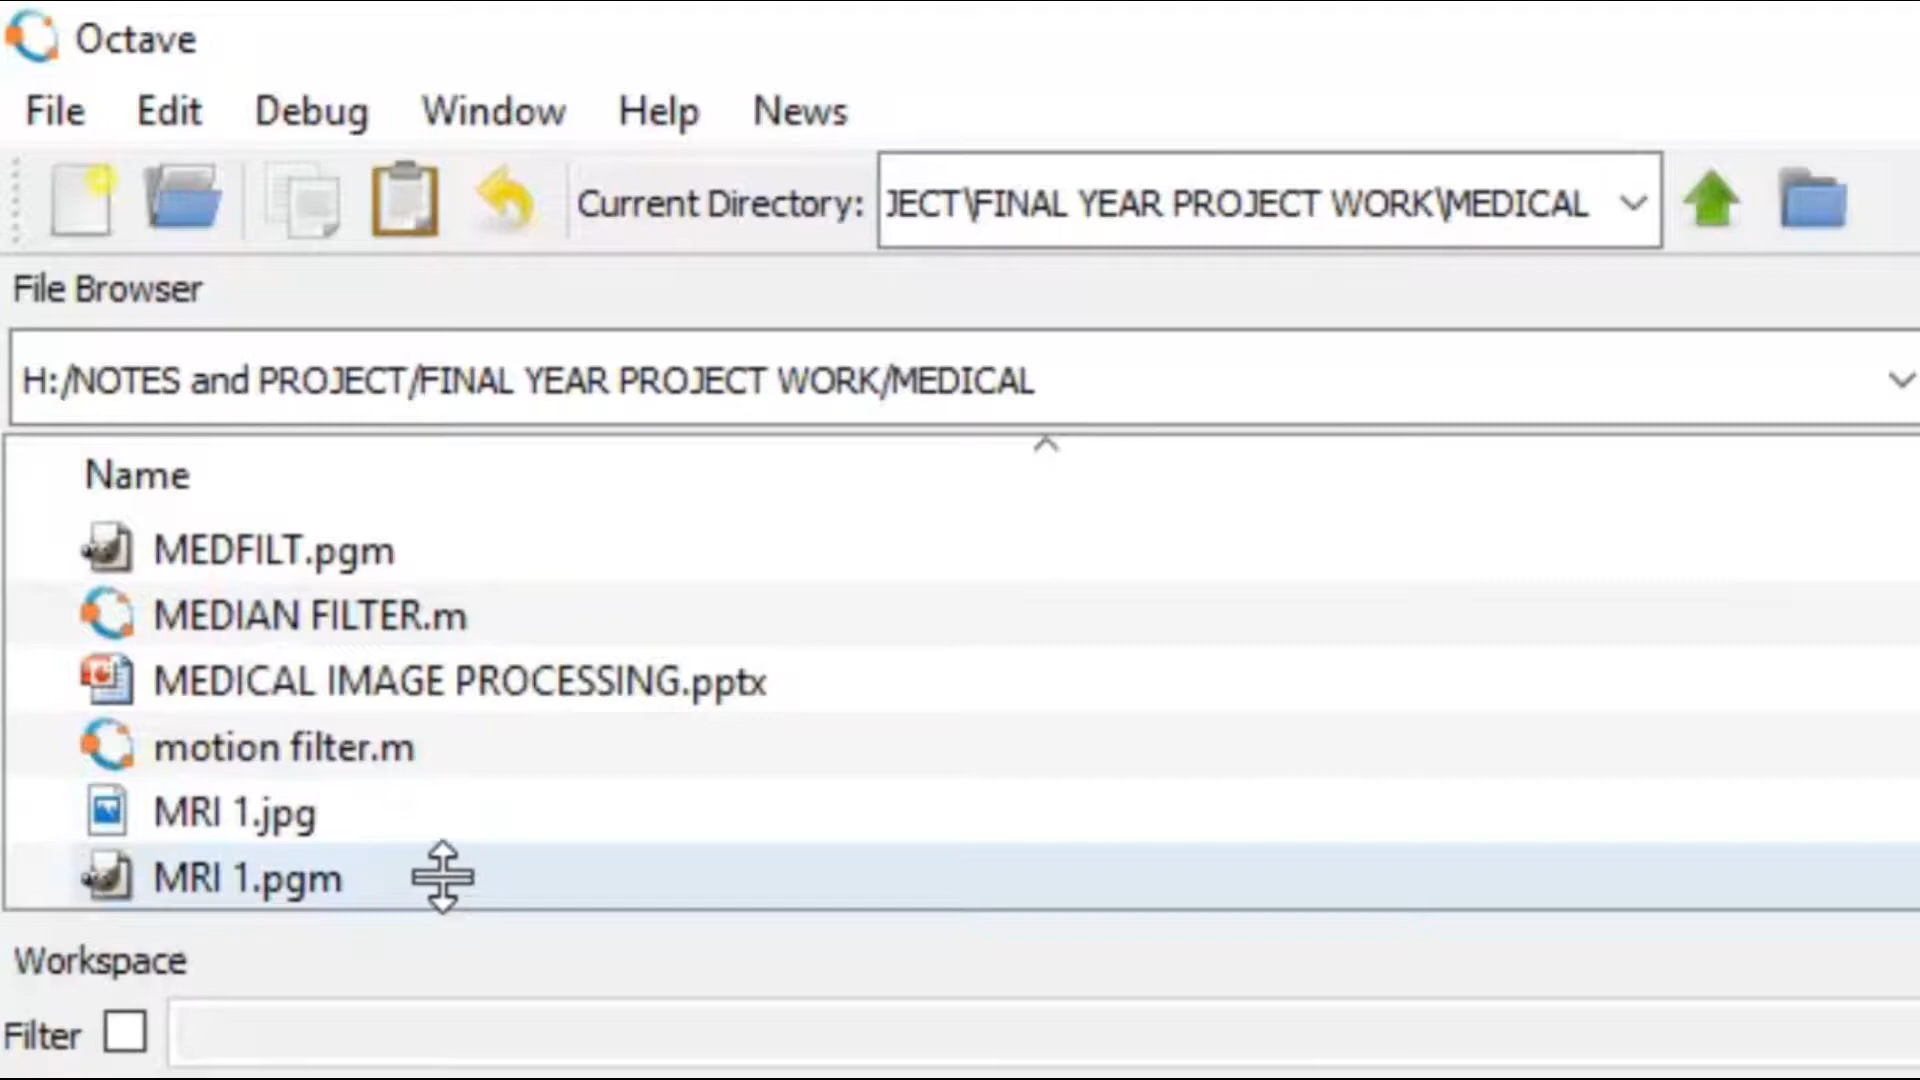 Octave
File Edit Debug Window Help News
Current Directory: JECT\FINAL YEAR PROJECT WORK\MEDICAL
File Browser
H:/NOTES and PROJECT/FINAL YEAR PROJECT WORK/MEDICAL
Name
MEDFILT.pgm
MEDIAN FILTER.m
MEDICAL IMAGE PROCESSING.pptx
motion filter.m
MRI 1.jpg
MRI 1.pgm
Workspace
Filter